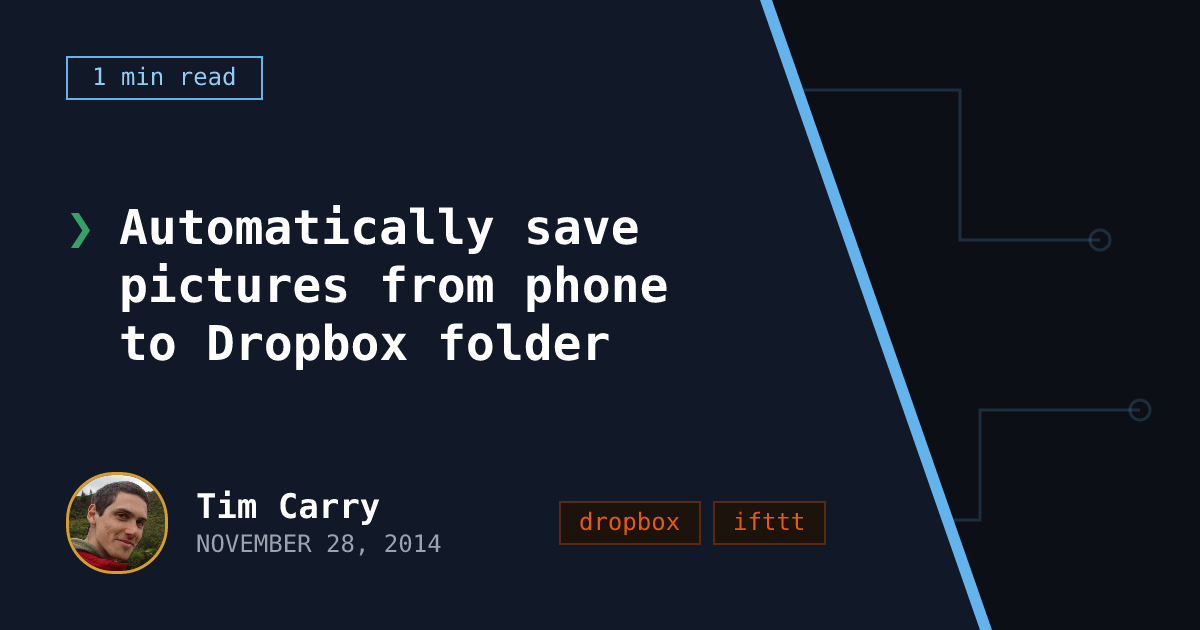 1 min read
❯ Automatically save
pictures from phone
to Dropbox folder
Tim Carry
NOVEMBER 28, 2014
dropbox
ifttt